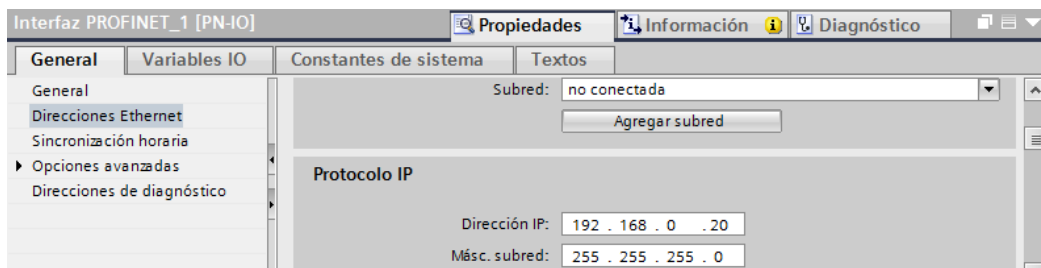 Interfaz PROFINET_1 [PN-IO] Propiedades Información Diagnóstico
General Variables IO Constantes de sistema Textos
General
Direcciones Ethernet
Sincronización horaria
Opciones avanzadas
Direcciones de diagnóstico
Subred: no conectada
Agregar subred
Protocolo IP
Dirección IP: 192 . 168 . 0 . 20
Másc. subred: 255 . 255 . 255 . 0